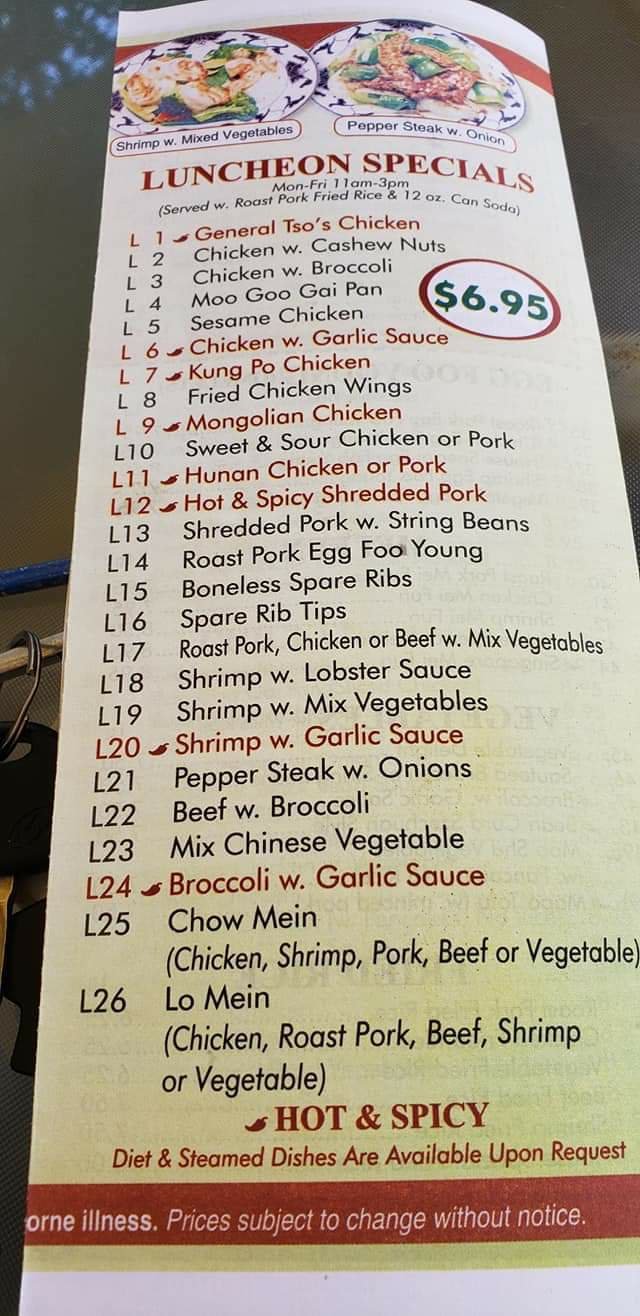 Shrimp w. Mixed Vegetables
Pepper Steak w. Onion
LUNCHEON SPECIALS
Mon-Fri 11am-3pm
(Served w. Roast Pork Fried Rice & 12 oz. Can Soda)
L 1 General Tso's Chicken
L 2 Chicken w. Cashew Nuts
L 3 Chicken w. Broccoli
L 4 Moo Goo Gai Pan
$6.95
L 5 Sesame Chicken
L 6 Chicken w. Garlic Sauce
L 7 Kung Po Chicken
L 8 Fried Chicken Wings
L 9 Mongolian Chicken
L10 Sweet & Sour Chicken or Pork
L11 Hunan Chicken or Pork
L12 Hot & Spicy Shredded Pork
L13 Shredded Pork w. String Beans
L14 Roast Pork Egg Foo Young
L15 Boneless Spare Ribs
L16 Spare Rib Tips
L17 Roast Pork, Chicken or Beef w. Mix Vegetables
L18 Shrimp w. Lobster Sauce
L19 Shrimp w. Mix Vegetables
L20 Shrimp w. Garlic Sauce
L21 Pepper Steak w. Onions
L22 Beef w. Broccoli
L23 Mix Chinese Vegetable
L24 Broccoli w. Garlic Sauce
L25 Chow Mein
(Chicken, Shrimp, Pork, Beef or Vegetable)
L26 Lo Mein
(Chicken, Roast Pork, Beef, Shrimp
or Vegetable)
HOT & SPICY
Diet & Steamed Dishes Are Available Upon Request
orne illness. Prices subject to change without notice.